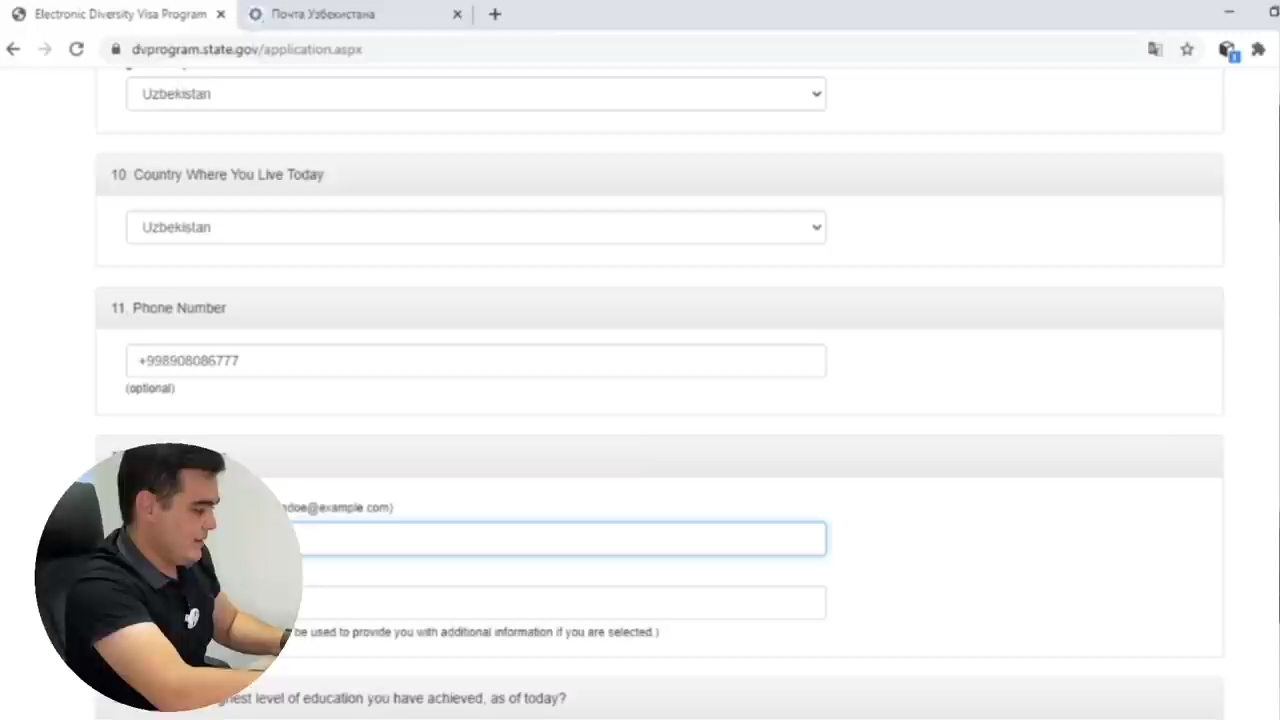 Electronic Diversity Visa Program
Почта Узбекистана
dvprogram.state.gov/application.aspx
Uzbekistan
10. Country Where You Live Today
Uzbekistan
11. Phone Number
+998908086777
(optional)
doe@example.com)
be used to provide you with additional information if you are selected.)
level of education you have achieved, as of today?